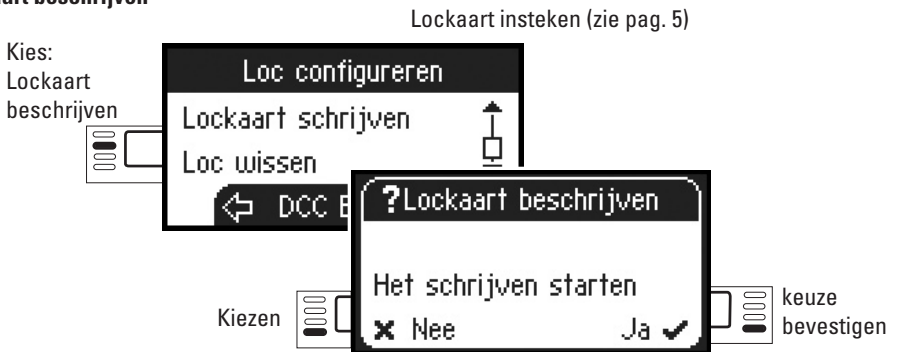 Lockaart insteken (zie pag. 5)
Kies:
Lockaart
beschrijven
Loc configureren
Lockaart schrijven
Loc wissen
DCC
?Lockaart beschrijven
Het schrijven starten
Nee Ja
Kiezen
keuze
bevestigen